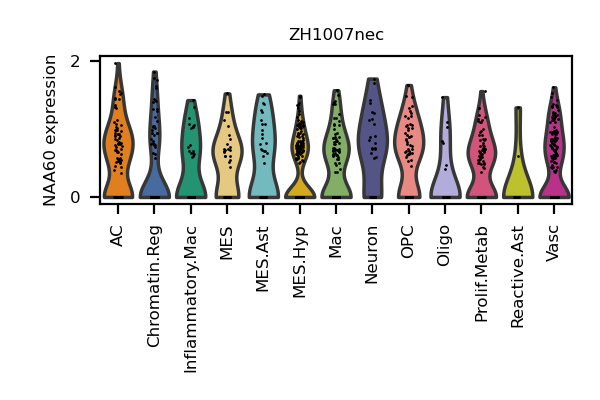 ZH1007nec
NAA60 expression
2
0
AC
Chromatin.Reg
Inflammatory.Mac
MES
MES.Ast
MES.Hyp
Mac
Neuron
OPC
Oligo
Prolif.Metab
Reactive.Ast
Vasc